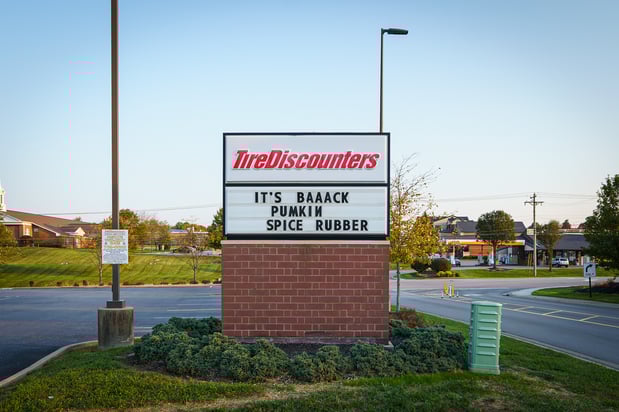 TireDiscounters
IT'S BAAACK
PUMKIN
SPICE RUBBER